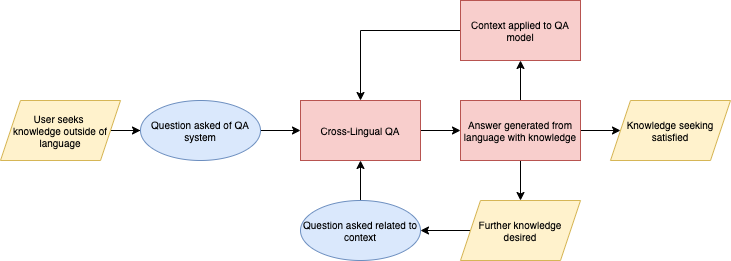 Context applied to QA
model
User seeks
knowledge outside of
language
Question asked of QA
system
Cross-Lingual QA
Answer generated from
language with knowledge
Knowledge seeking
satisfied
Question asked related to
context
Further knowledge
desired